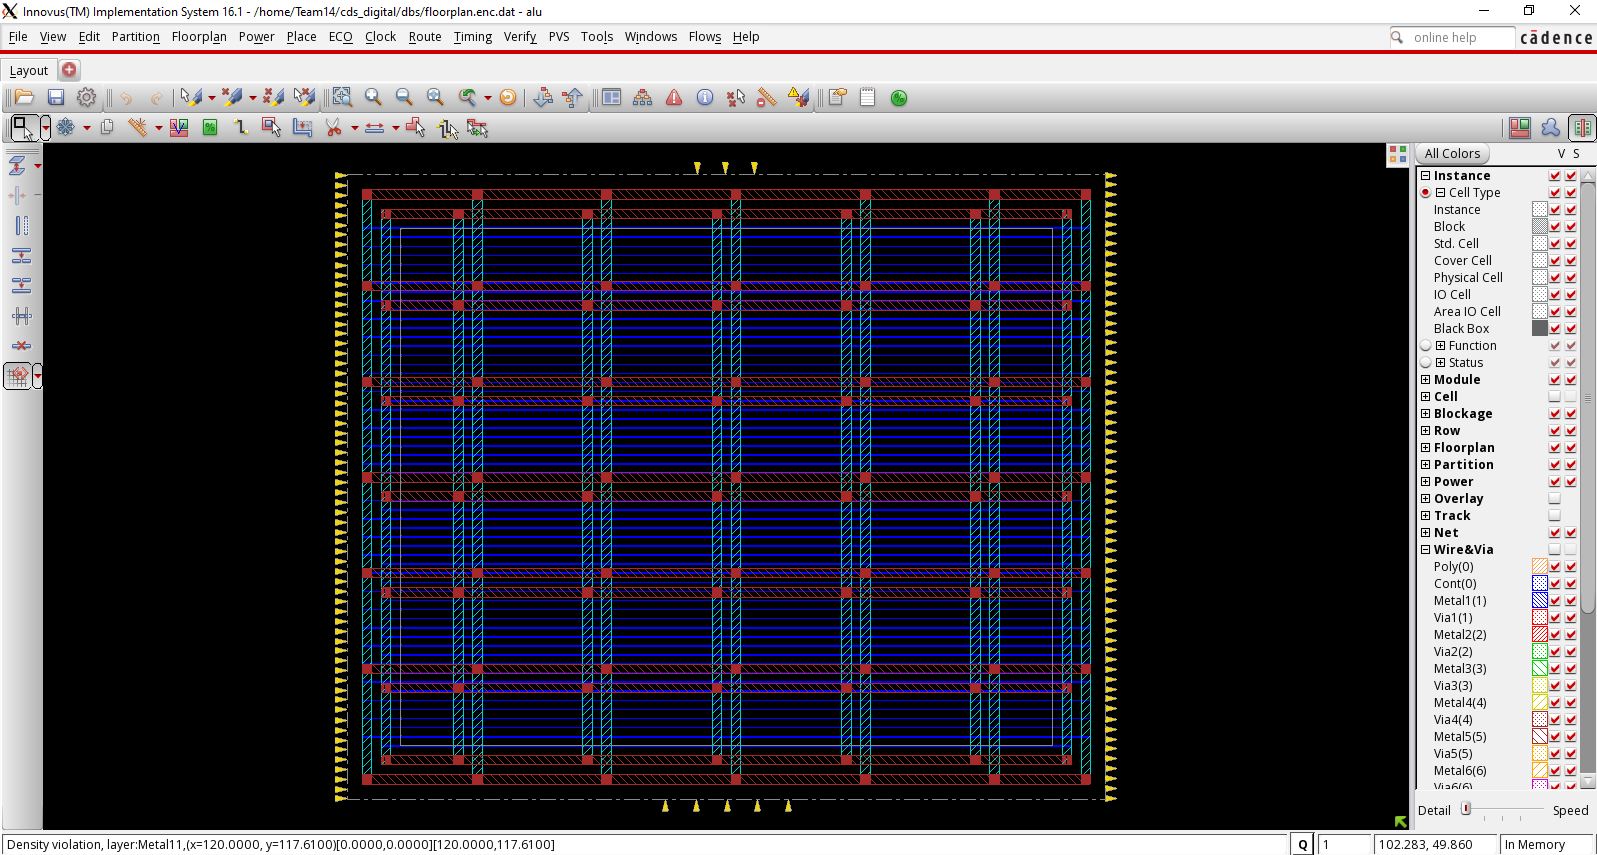 Innovus(TM) Implementation System 16.1 - /home/Team14/cds_digital/dbs/floorplan.enc.dat - alu
File View Edit Partition Floorplan Power Place ECO Clock Route Timing Verify PVS Tools Windows Flows Help
online help cādence
Layout
All Colors V S
Instance
Cell Type
Instance
Block
Std. Cell
Cover Cell
Physical Cell
IO Cell
Area IO Cell
Black Box
Function
Status
Module
Cell
Blockage
Row
Floorplan
Partition
Power
Overlay
Track
Net
Wire&Via
Poly(0)
Cont(0)
Metal1(1)
Via1(1)
Metal2(2)
Via2(2)
Metal3(3)
Via3(3)
Metal4(4)
Via4(4)
Metal5(5)
Via5(5)
Metal6(6)
Via6(6)
Detail Speed
Density violation, layer:Metal11,(x=120.0000, y=117.6100)[0.0000,0.0000][120.0000,117.6100]
Q 1 102.283, 49.860 In Memory